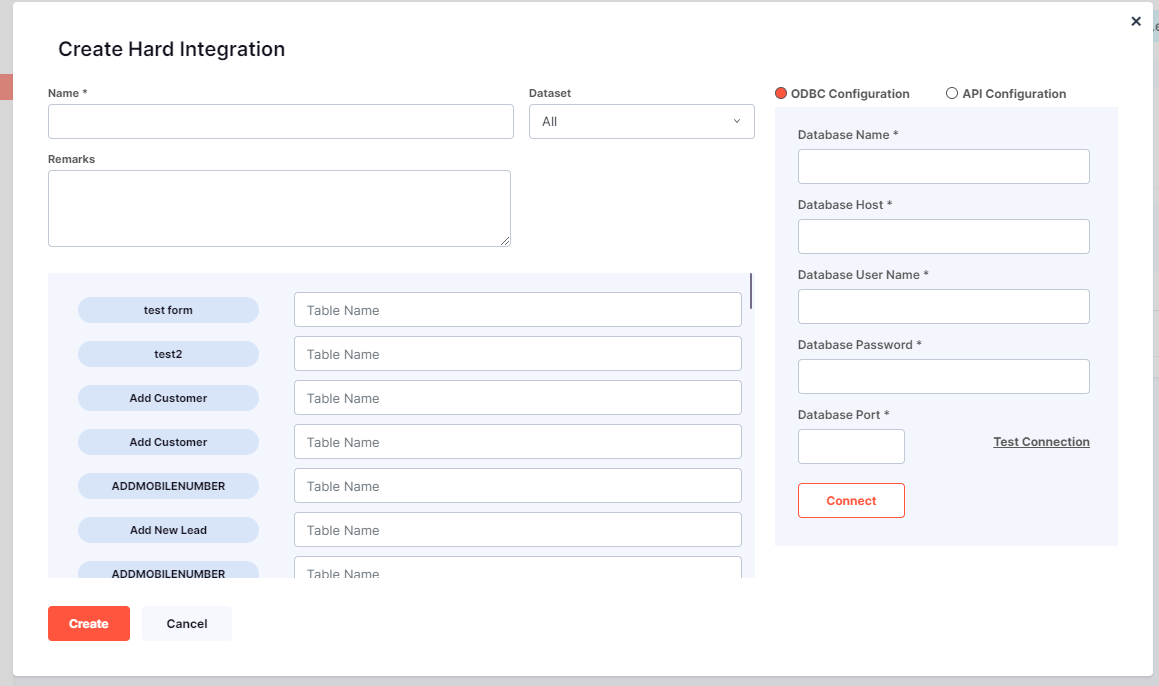 Create Hard Integration
Name *
Dataset
All
Remarks
test form
Table Name
test2
Table Name
Add Customer
Table Name
Add Customer
Table Name
ADDMOBILENUMBER
Table Name
Add New Lead
Table Name
ADDMOBILENUMBER
Table Name
Create
Cancel
ODBC Configuration
API Configuration
Database Name *
Database Host *
Database User Name *
Database Password *
Database Port *
Test Connection
Connect